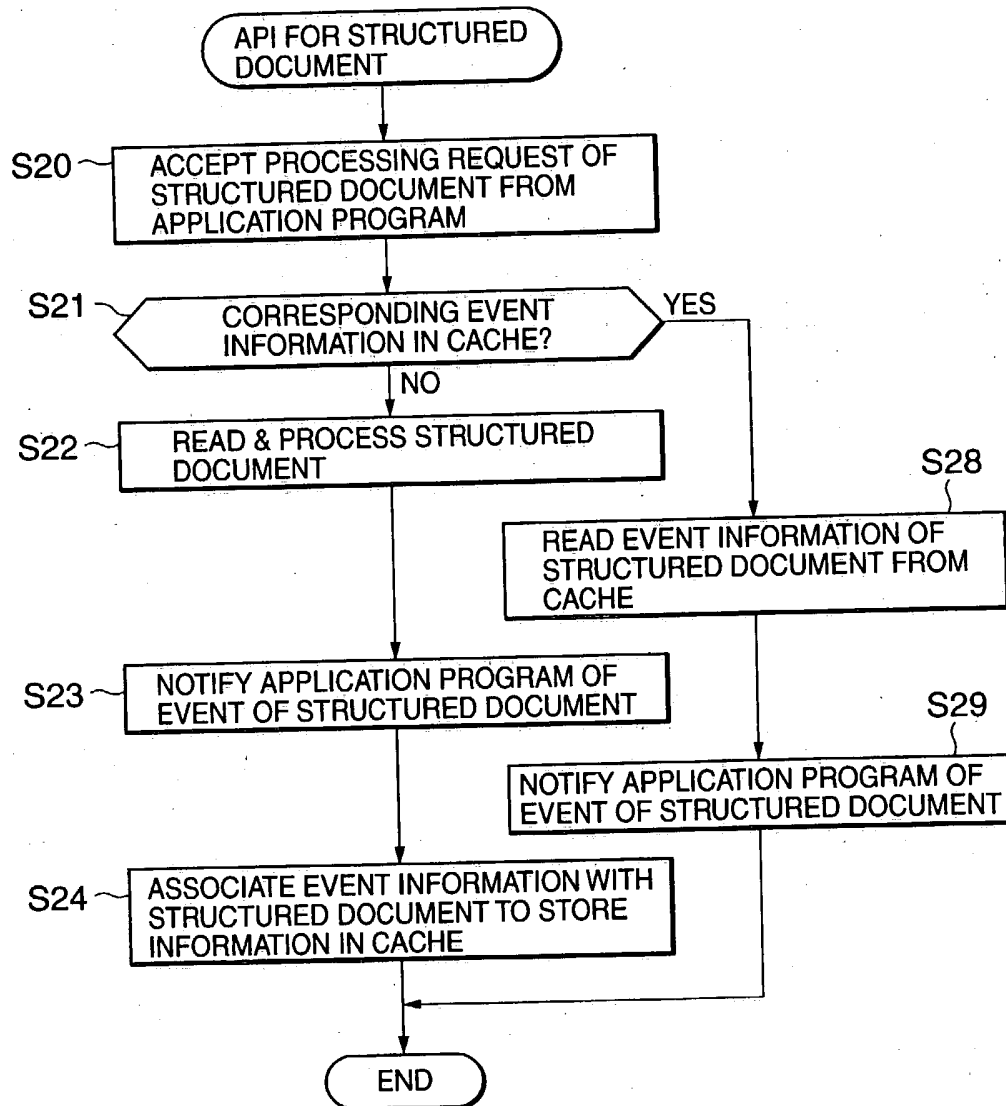 API FOR STRUCTURED
DOCUMENT
S20
ACCEPT PROCESSING REQUEST OF
STRUCTURED DOCUMENT FROM
APPLICATION PROGRAM
S21
CORRESPONDING EVENT
INFORMATION IN CACHE?
YES
NO
S22
READ & PROCESS STRUCTURED
DOCUMENT
S28
READ EVENT INFORMATION OF
STRUCTURED DOCUMENT FROM
CACHE
S23
NOTIFY APPLICATION PROGRAM OF
EVENT OF STRUCTURED DOCUMENT
S29
NOTIFY APPLICATION PROGRAM OF
EVENT OF STRUCTURED DOCUMENT
S24
ASSOCIATE EVENT INFORMATION WITH
STRUCTURED DOCUMENT TO STORE
INFORMATION IN CACHE
END